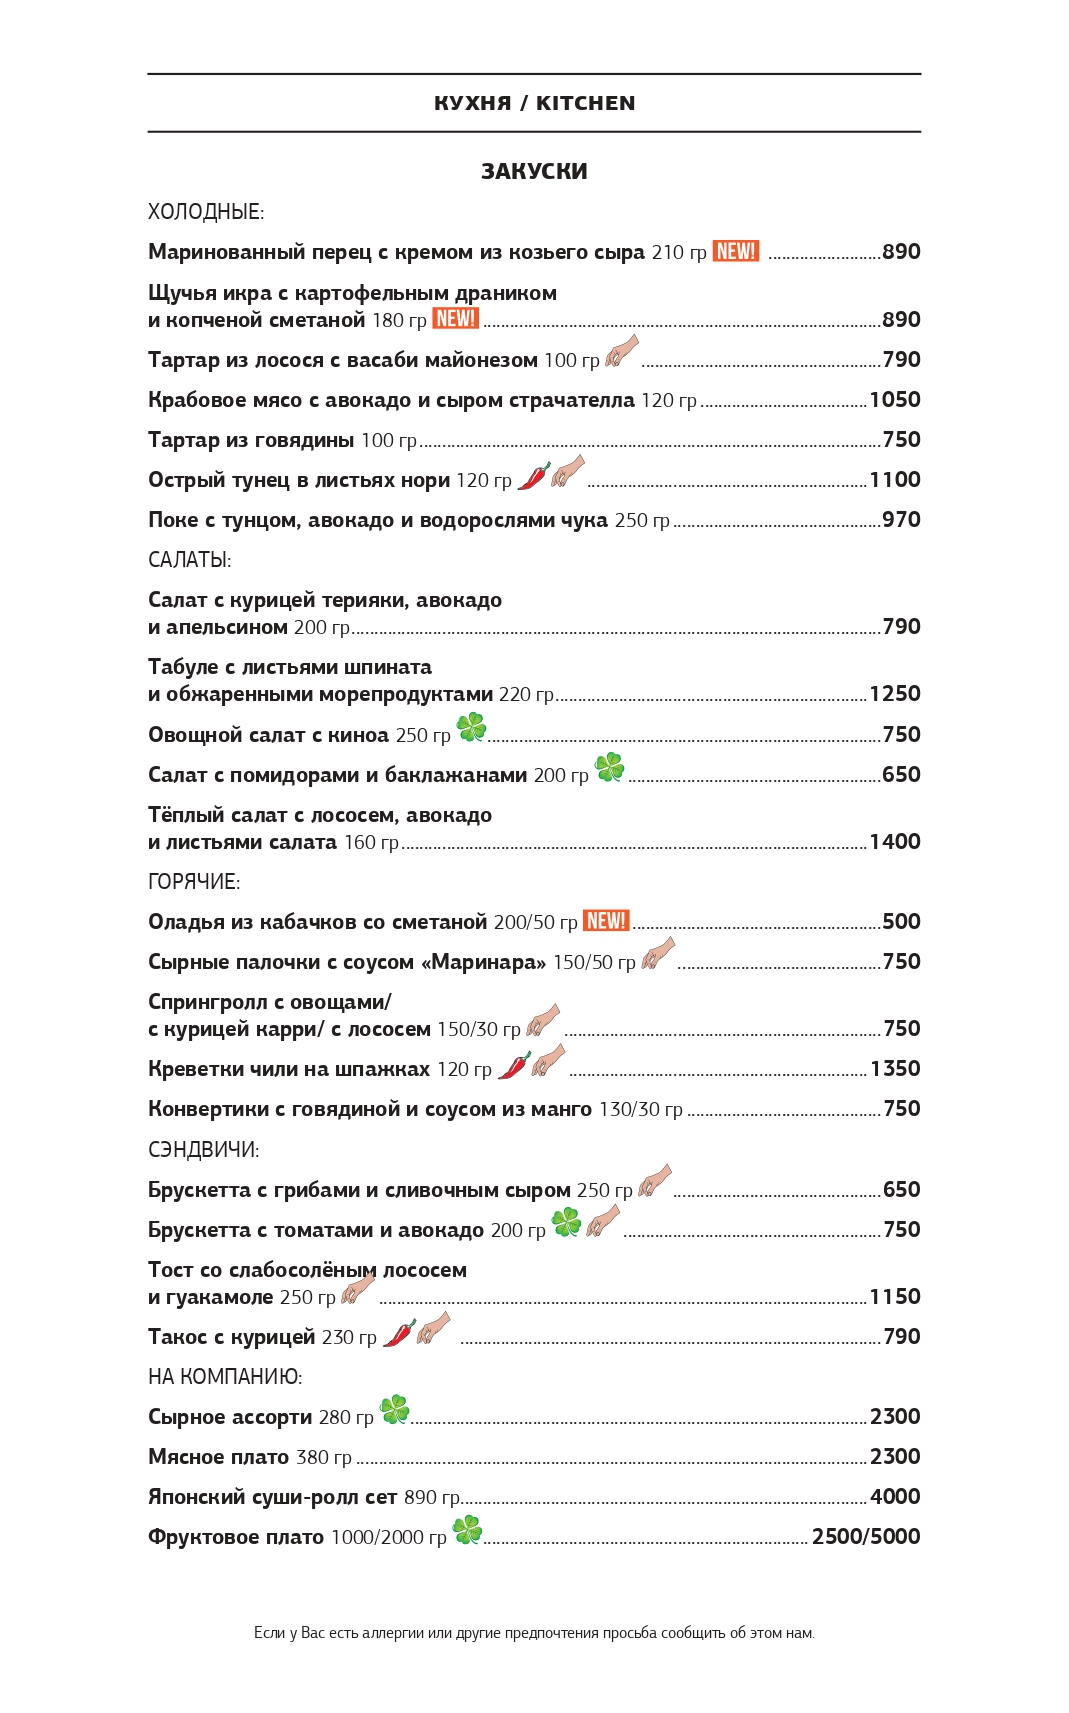 КУХНЯ / KITCHEN
ЗАКУСКИ
ХОЛОДНЫЕ:
Маринованный перец с кремом из козьего сыра 210 гр NEW! .........................890
Щучья икра с картофельным драником
и копченой сметаной 180 гр NEW! ........................................................................................890
Тартар из лосося с васаби майонезом 100 гр .....................................................790
Крабовое мясо с авокадо и сыром страчателла 120 гр .....................................1050
Тартар из говядины 100 гр.......................................................................................................750
Острый тунец в листьях нори 120 гр ..............................................................1100
Поке с тунцом, авокадо и водорослями чука 250 гр ..............................................970
САЛАТЫ:
Салат с курицей терияки, авокадо
и апельсином 200 гр.....................................................................................................................790
Табуле с листьями шпината
и обжаренными морепродуктами 220 гр.....................................................................1250
Овощной салат с киноа 250 гр .......................................................................................750
Салат с помидорами и баклажанами 200 гр ........................................................650
Тёплый салат с лососем, авокадо
и листьями салата 160 гр.......................................................................................................1400
ГОРЯЧИЕ:
Оладья из кабачков со сметаной 200/50 гр NEW! .......................................................500
Сырные палочки с соусом «Маринара» 150/50 гр .............................................750
Спрингролл с овощами/
с курицей карри/ с лососем 150/30 гр ......................................................................750
Креветки чили на шпажках 120 гр ..................................................................1350
Конвертики с говядиной и соусом из манго 130/30 гр ...........................................750
СЭНДВИЧИ:
Брускетта с грибами и сливочным сыром 250 гр ..............................................650
Брускетта с томатами и авокадо 200 гр .........................................................750
Тост со слабосолёным лососем
и гуакамоле 250 гр ............................................................................................................1150
Такос с курицей 230 гр .............................................................................................790
НА КОМПАНИЮ:
Сырное ассорти 280 гр .....................................................................................................2300
Мясное плато 380 гр .................................................................................................................2300
Японский суши-ролл сет 890 гр..........................................................................................4000
Фруктовое плато 1000/2000 гр ........................................................................2500/5000
Если у Вас есть аллергии или другие предпочтения просьба сообщить об этом нам.